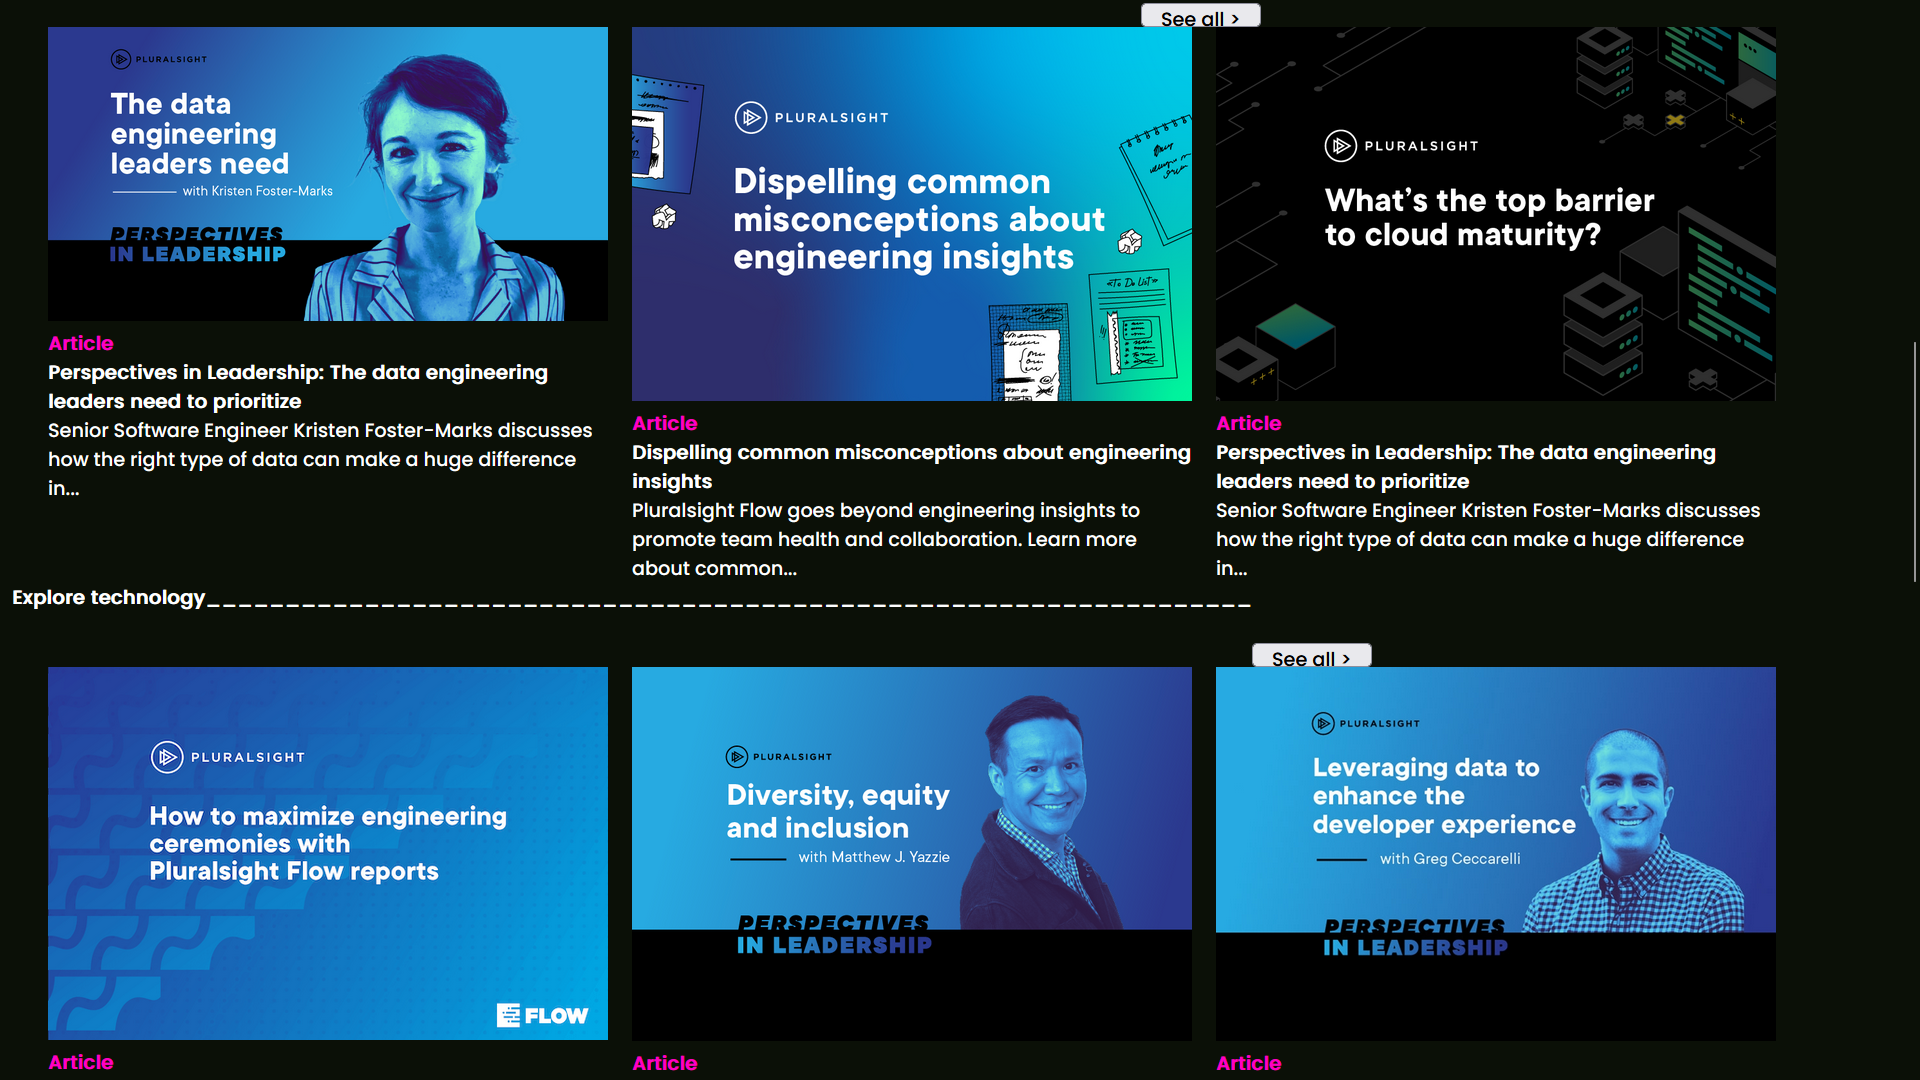 See all >
PLURALSIGHT
The data
engineering
leaders need
with Kristen Foster-Marks
PERSPECTIVES
IN LEADERSHIP
Article
Perspectives in Leadership: The data engineering
leaders need to prioritize
Senior Software Engineer Kristen Foster-Marks discusses
how the right type of data can make a huge difference
in...
PLURALSIGHT
Dispelling common
misconceptions about
engineering insights
«To Do List»
Article
Dispelling common misconceptions about engineering
insights
Pluralsight Flow goes beyond engineering insights to
promote team health and collaboration. Learn more
about common...
PLURALSIGHT
What's the top barrier
to cloud maturity?
Article
Perspectives in Leadership: The data engineering
leaders need to prioritize
Senior Software Engineer Kristen Foster-Marks discusses
how the right type of data can make a huge difference
in...
Explore technology__________________________________________________________________
See all >
PLURALSIGHT
How to maximize engineering
ceremonies with
Pluralsight Flow reports
FLOW
Article
PLURALSIGHT
Diversity, equity
and inclusion
with Matthew J. Yazzie
PERSPECTIVES
IN LEADERSHIP
Article
PLURALSIGHT
Leveraging data to
enhance the
developer experience
with Greg Ceccarelli
PERSPECTIVES
IN LEADERSHIP
Article